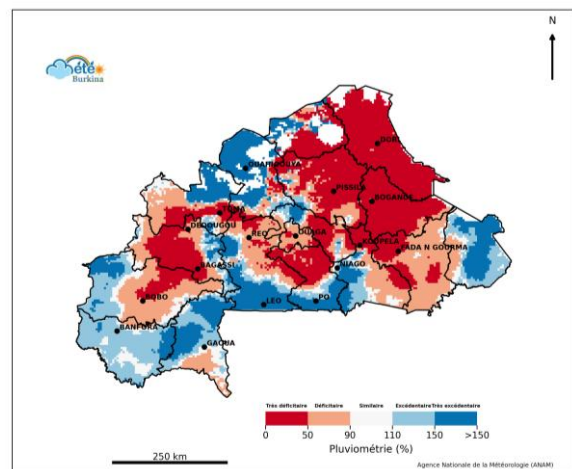 N
Météo
Burkina
DORI
OUAHIGOUYA
PISSILA
BOGANDE
DEDOUGOU
REO
OUAGA
KOUPELA
FADA N GOURMA
BAGASSI
NIAGO
BOBO
LEO
PO
BANFORA
GAOUA
Très déficitaire Déficitaire Similaire Excédentaire Très excédentaire
0 50 90 110 150 >150
Pluviométrie (%)
250 km
Agence Nationale de la Météorologie (ANAM)